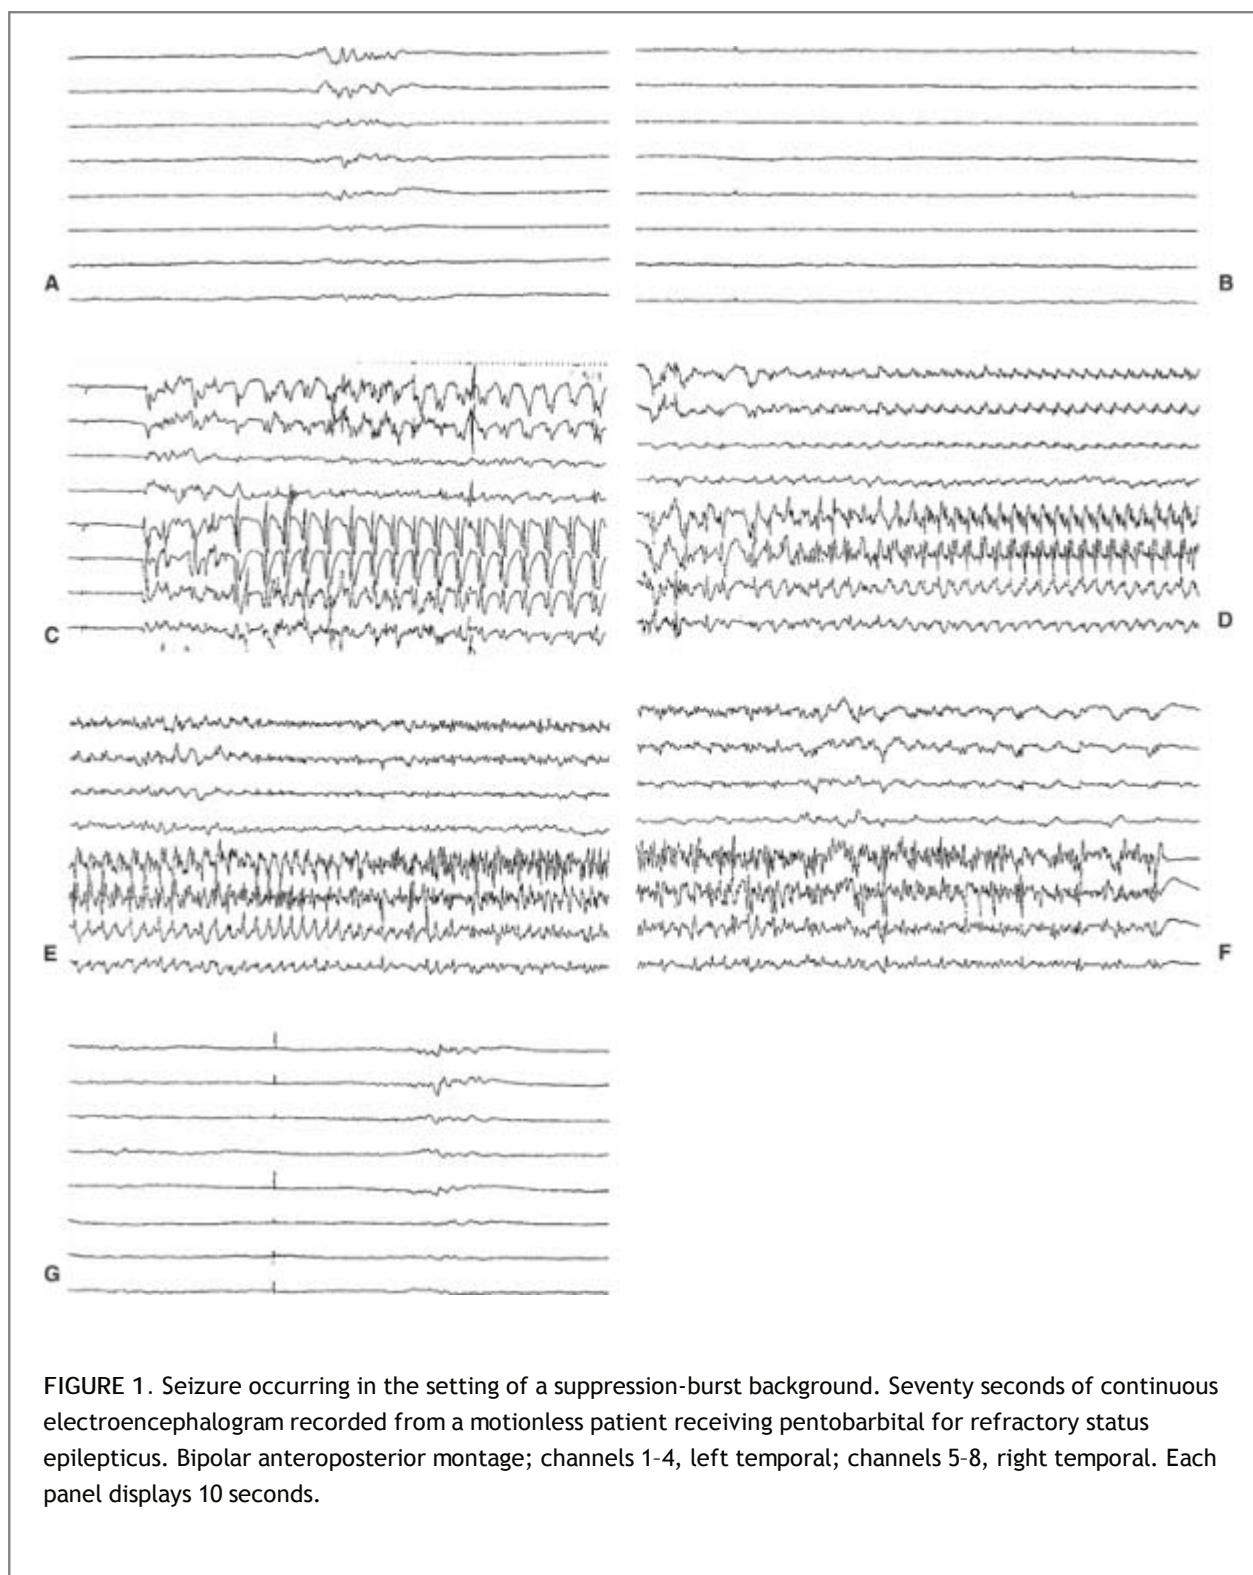 A
B
C
D
E
F
G
FIGURE 1. Seizure occurring in the setting of a suppression-burst background. Seventy seconds of continuous
electroencephalogram recorded from a motionless patient receiving pentobarbital for refractory status
epilepticus. Bipolar anteroposterior montage; channels 1-4, left temporal; channels 5-8, right temporal. Each
panel displays 10 seconds.